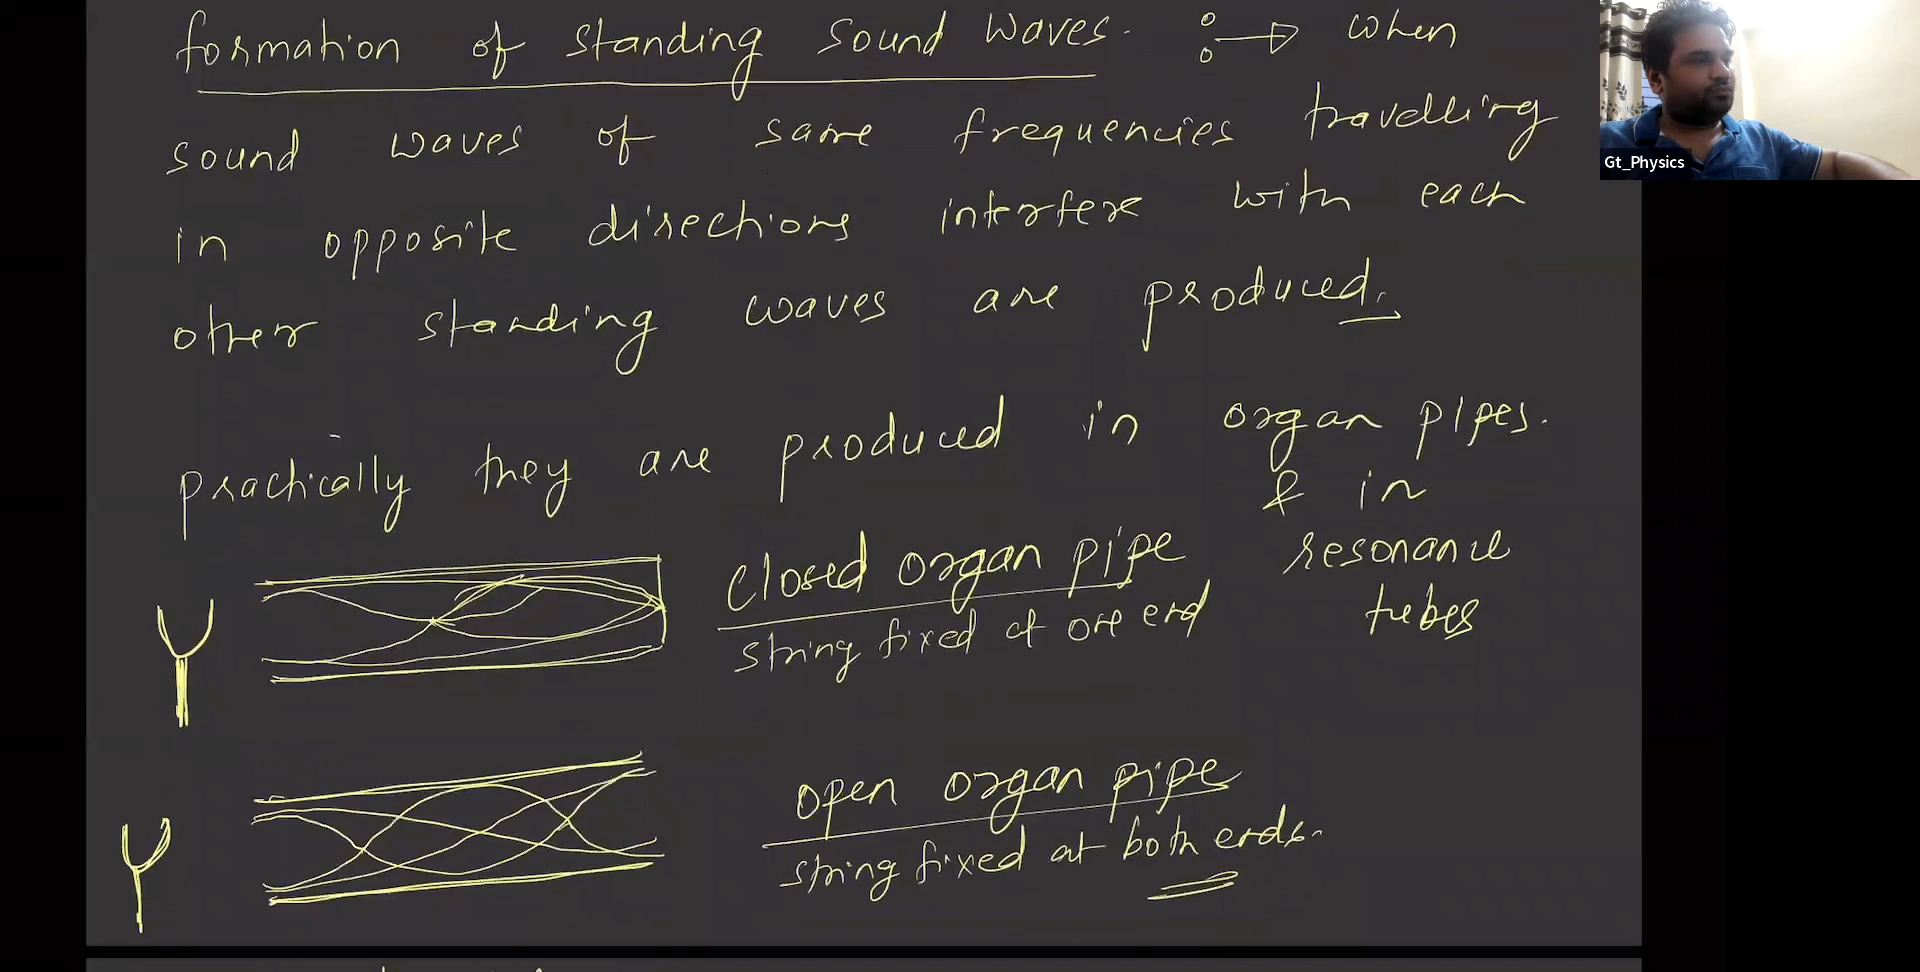 formation of standing sound waves. : → when
sound waves of same frequencies travelling
in opposite directions interfere with each
other standing waves are produced.
practically they are produced in organ pipes.
& in
resonance
tubes
closed organ pipe
string fixed at one end
open organ pipe
string fixed at both ends.
Gt_Physics